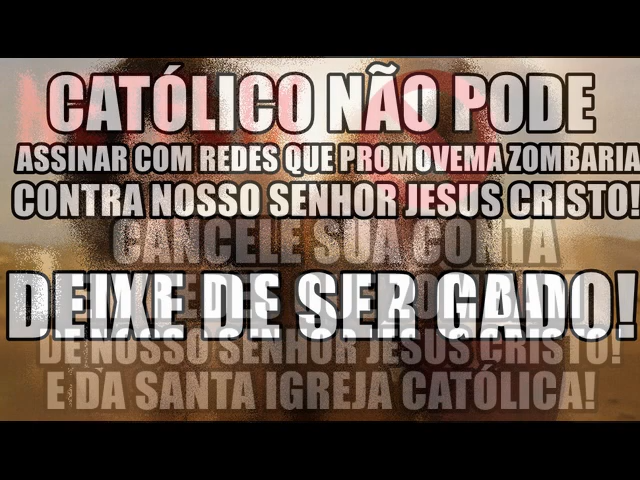 CATÓLICO NÃO PODE
ASSINAR COM REDES QUE PROMOVEMA ZOMBARIA
CONTRA NOSSO SENHOR JESUS CRISTO!
CANCELE SUA CONTA
DEIXE DE SER GADO!
DE NOSSO SENHOR JESUS CRISTO!
E DA SANTA IGREJA CATÓLICA!